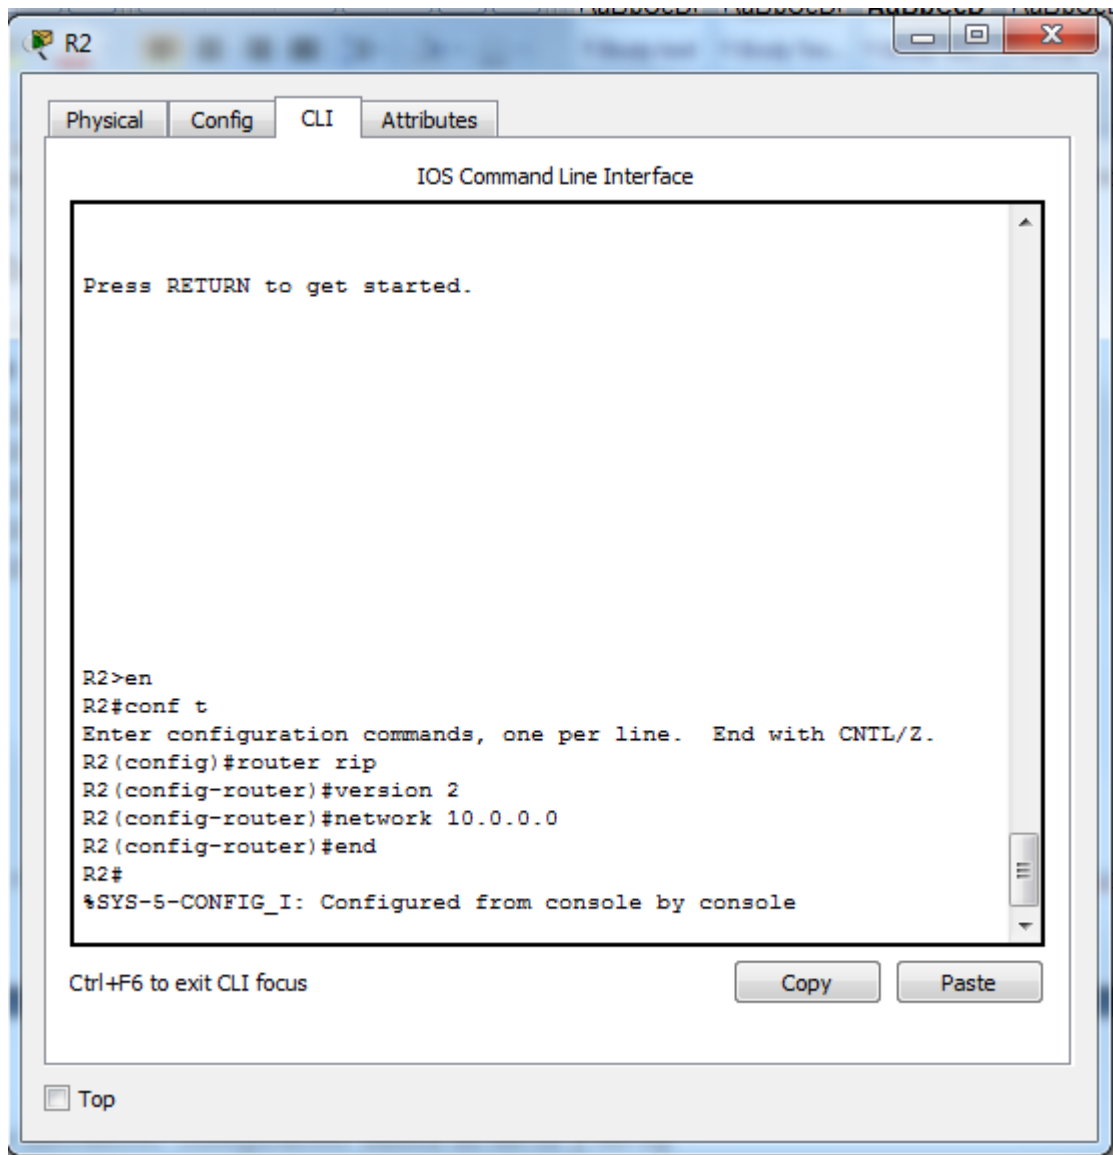 R2
Physical Config CLI Attributes
IOS Command Line Interface
Press RETURN to get started.
R2>en
R2#conf t
Enter configuration commands, one per line.  End with CNTL/Z.
R2(config)#router rip
R2(config-router)#version 2
R2(config-router)#network 10.0.0.0
R2(config-router)#end
R2#
%SYS-5-CONFIG_I: Configured from console by console
Ctrl+F6 to exit CLI focus
Copy Paste
Top